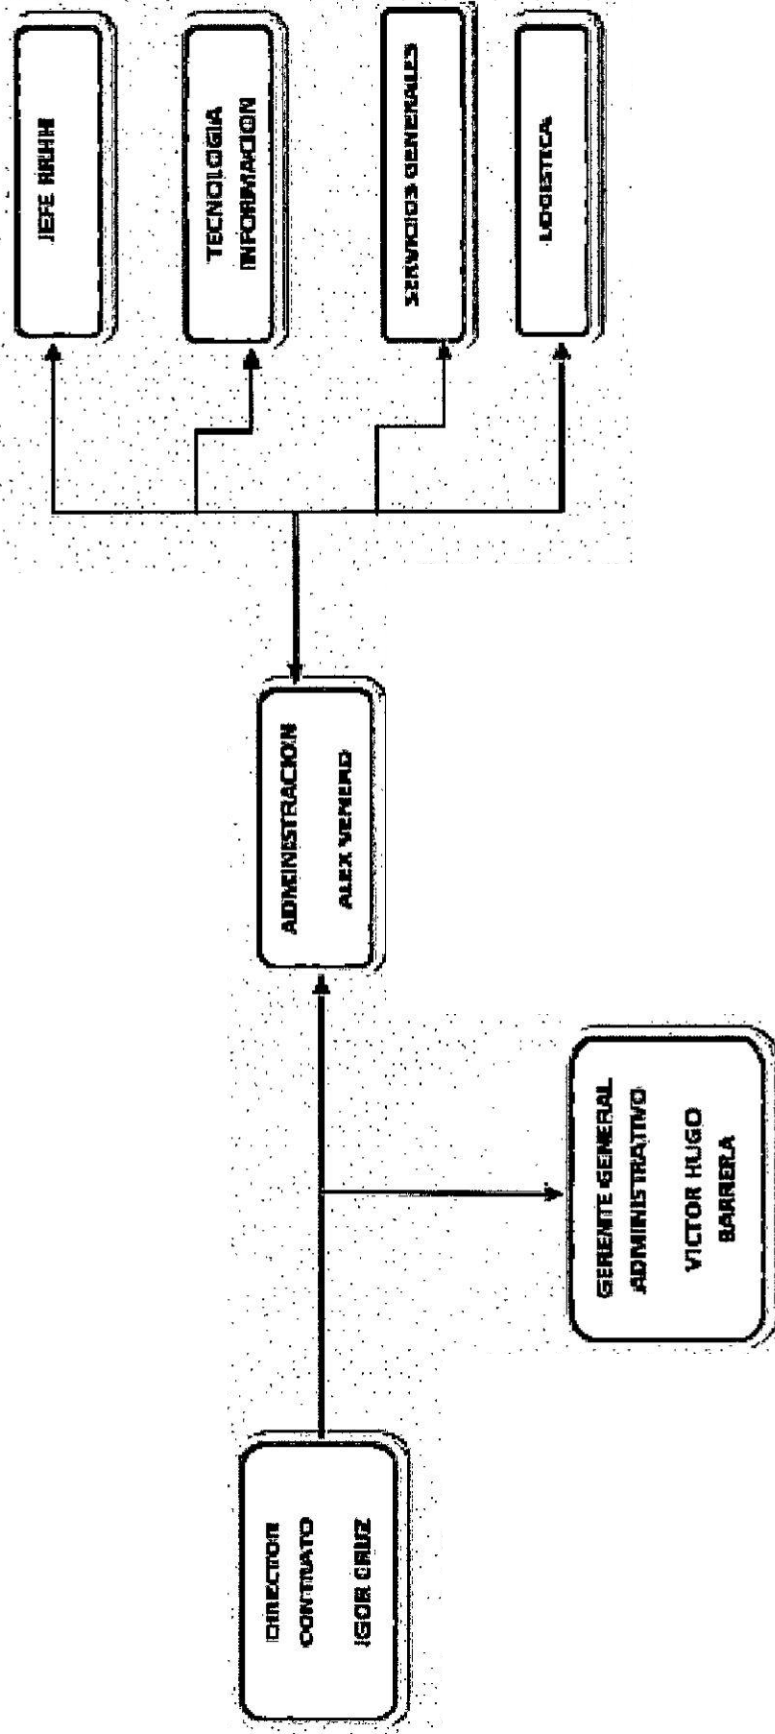 DIRECTOR
CONTRATO
IGOR CRUZ
GERENTE GENERAL
ADMINISTRATIVO
VICTOR HUGO
BARRERA
ADMINISTRACION
ALEX VENERO
JEFE RRHH
TECNOLOGIA
INFORMACION
SERVICIOS GENERALES
LOGISTICA